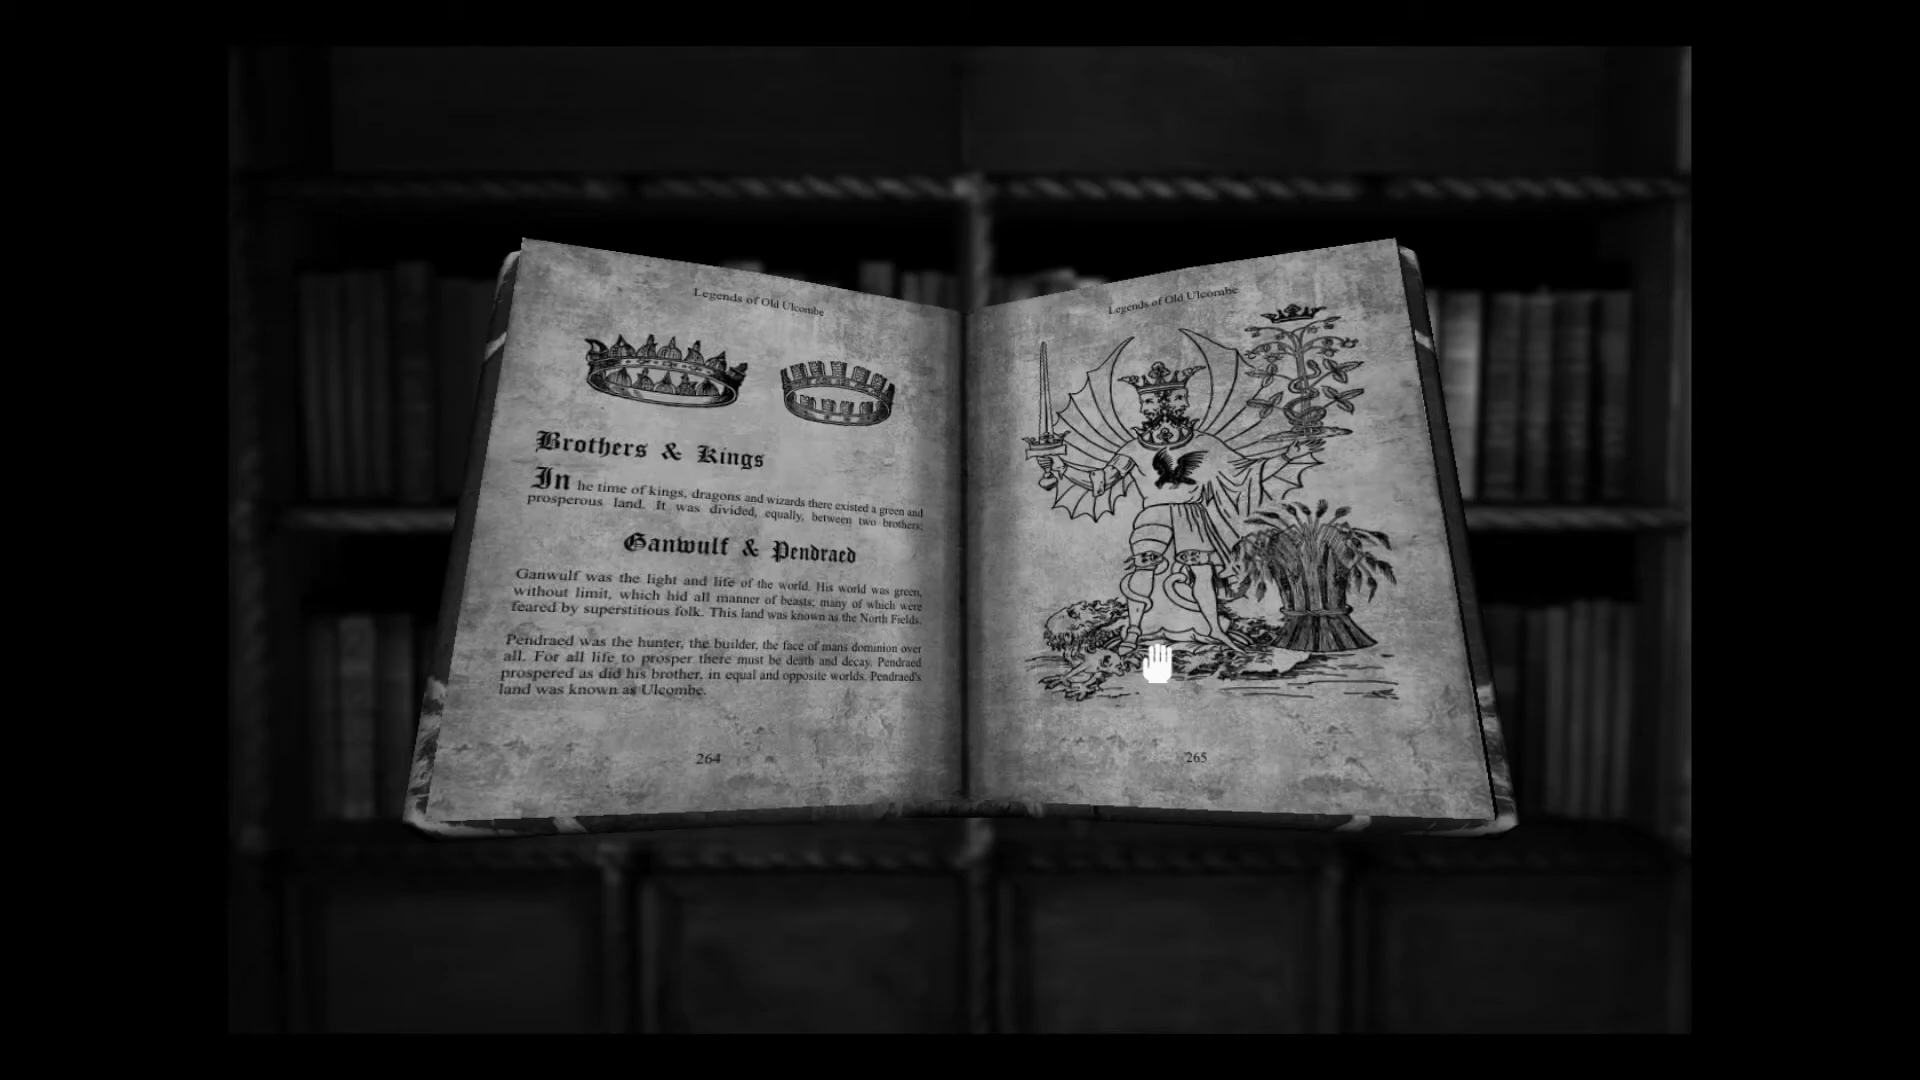 Legends of Old Ulcombe
Brothers & Kings
In he time of kings, dragons and wizards there existed a green and
prosperous land. It was divided, equally, between two brothers;
Ganwulf & Pendraed
Ganwulf was the light and life of the world. His world was green,
without limit, which hid all manner of beasts; many of which were
feared by superstitious folk. This land was known as the North Fields.
Pendraed was the hunter, the builder, the face of mans dominion over
all. For all life to prosper there must be death and decay. Pendraed
prospered as did his brother, in equal and opposite worlds. Pendraed's
land was known as Ulcombe.
264
Legends of Old Ulcombe
265